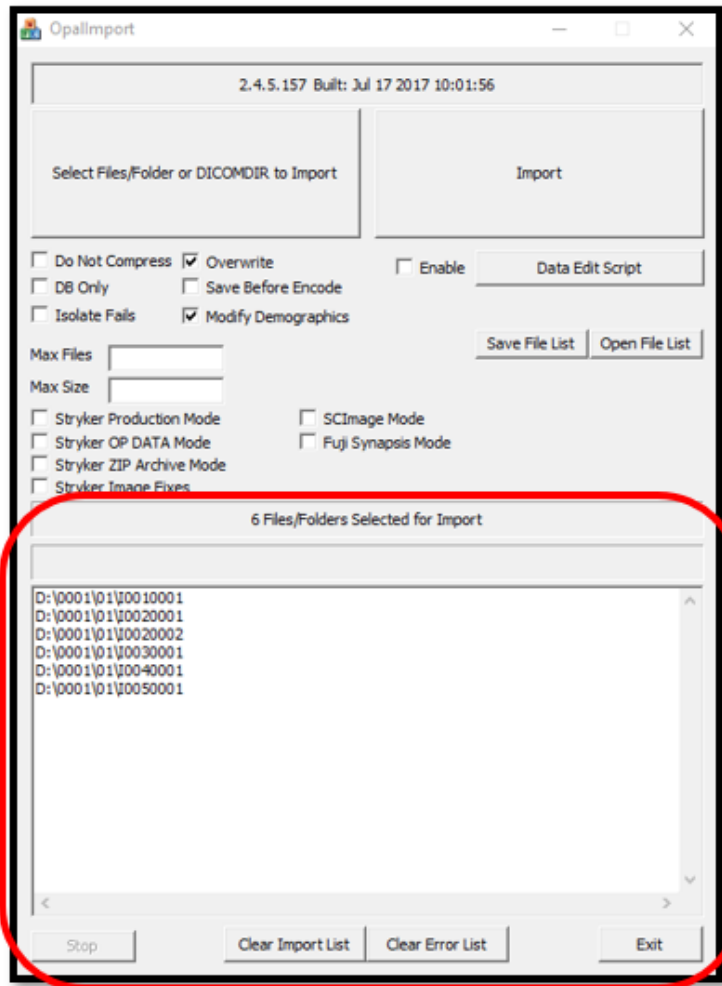 OpalImport
2.4.5.157 Built: Jul 17 2017 10:01:56
Select Files/Folder or DICOMDIR to Import
Import
Do Not Compress
Overwrite
Enable
Data Edit Script
DB Only
Save Before Encode
Isolate Fails
Modify Demographics
Save File List
Open File List
Max Files
Max Size
Stryker Production Mode
SCImage Mode
Stryker OP DATA Mode
Fuji Synapsis Mode
Stryker ZIP Archive Mode
Stryker Image Fixes
6 Files/Folders Selected for Import
D:\0001\01\I0010001
D:\0001\01\I0020001
D:\0001\01\I0020002
D:\0001\01\I0030001
D:\0001\01\I0040001
D:\0001\01\I0050001
Stop
Clear Import List
Clear Error List
Exit